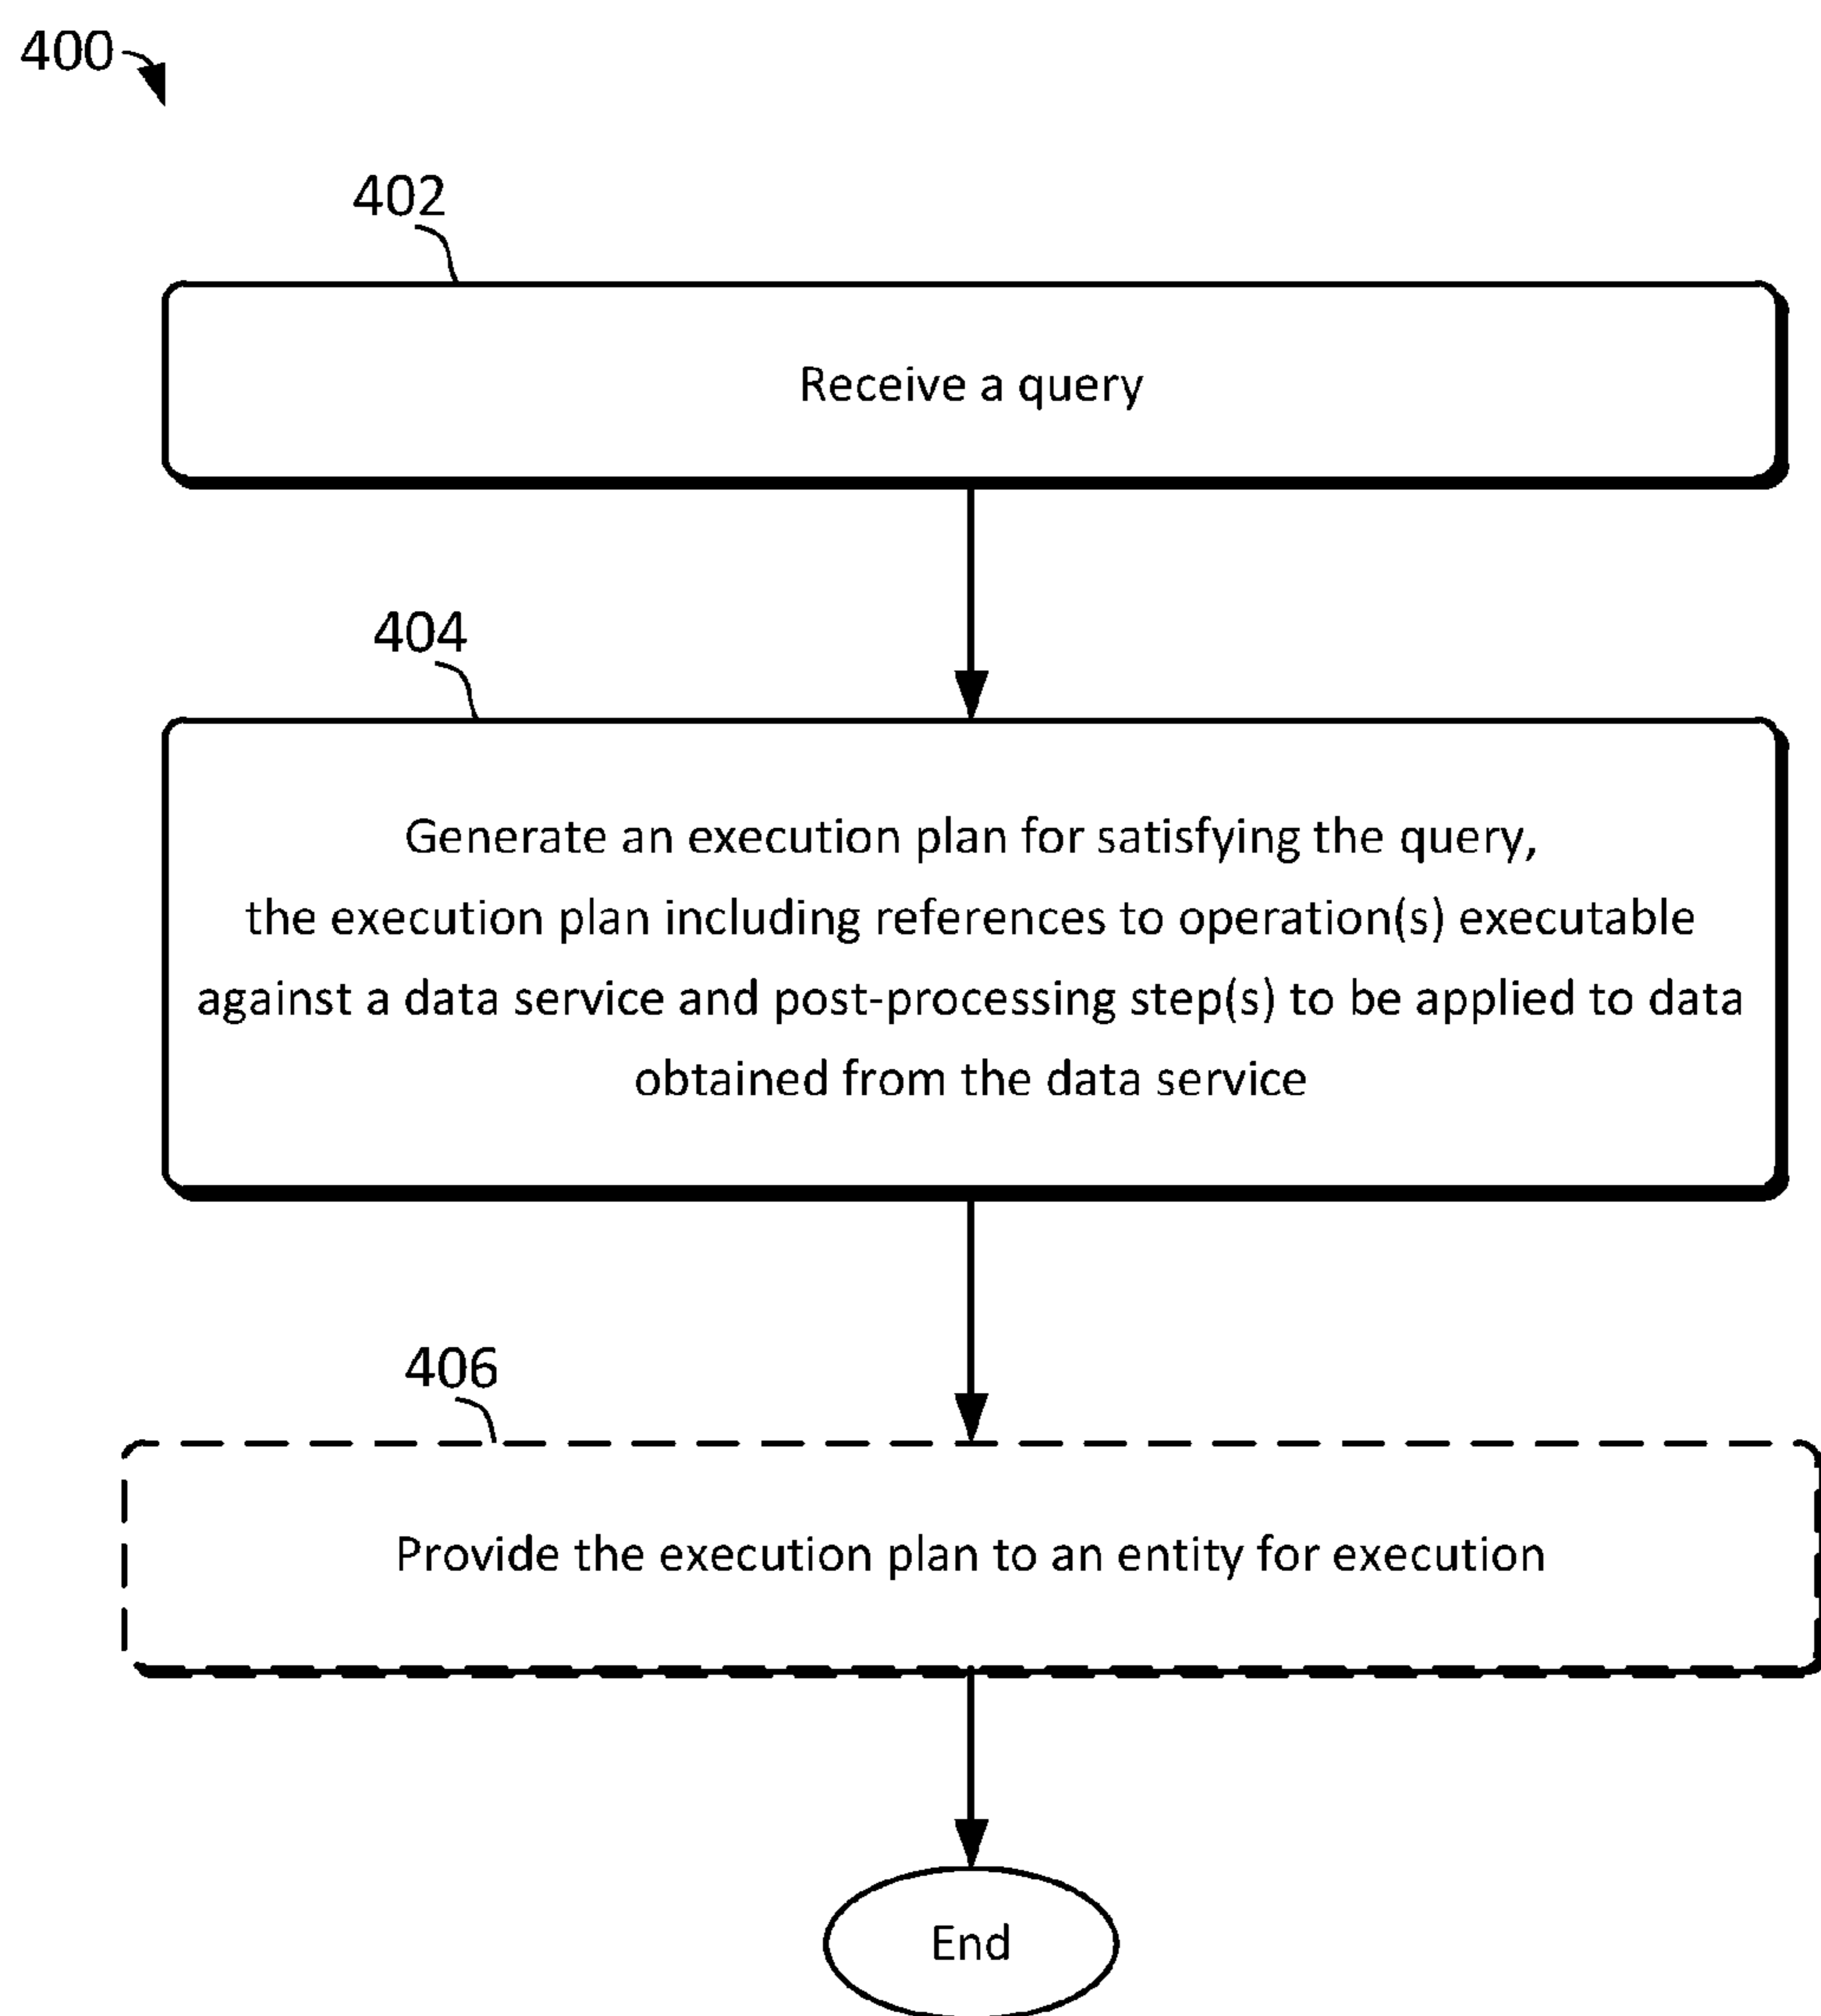 400
402
Receive a query
404
Generate an execution plan for satisfying the query,
the execution plan including references to operation(s) executable
against a data service and post-processing step(s) to be applied to data
obtained from the data service
406
Provide the execution plan to an entity for execution
End